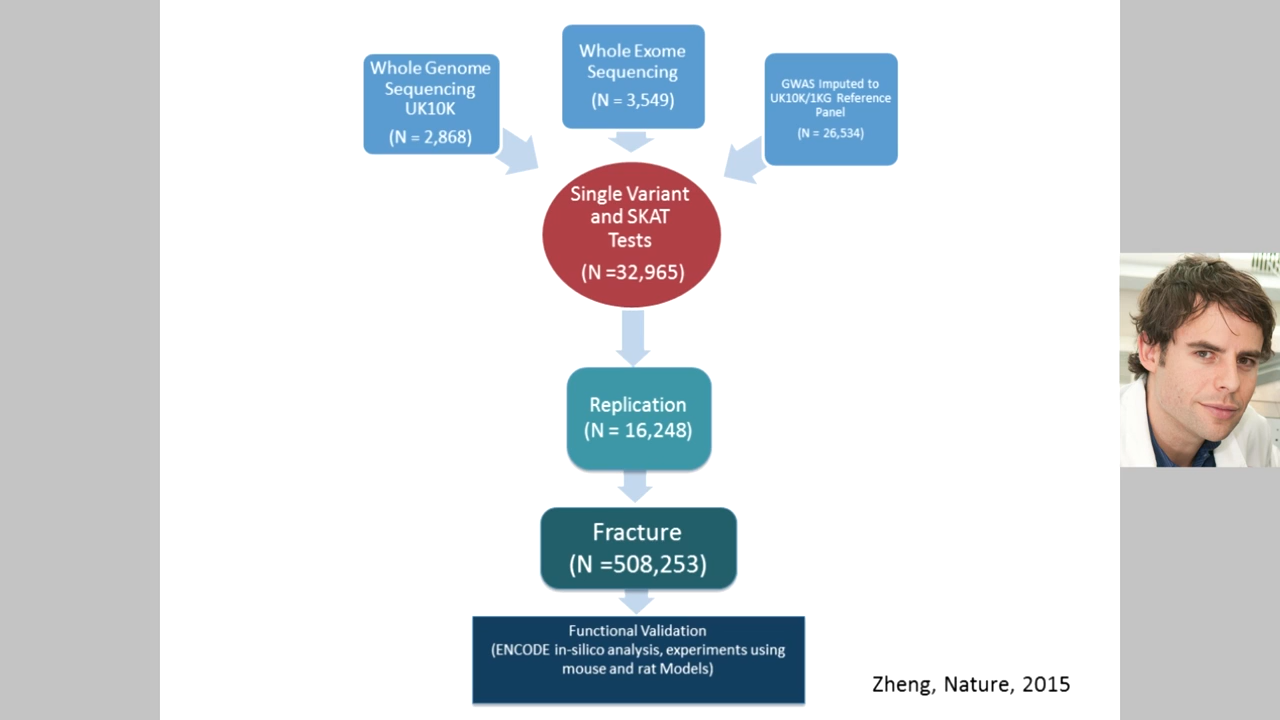 Whole Genome
Sequencing
UK10K
(N = 2,868)
Whole Exome
Sequencing
(N = 3,549)
GWAS Imputed to
UK10K/1KG Reference
Panel
(N = 26,534)
Single Variant
and SKAT
Tests
(N =32,965)
Replication
(N = 16,248)
Fracture
(N =508,253)
Functional Validation
(ENCODE in-silico analysis, experiments using
mouse and rat Models)
Zheng, Nature, 2015